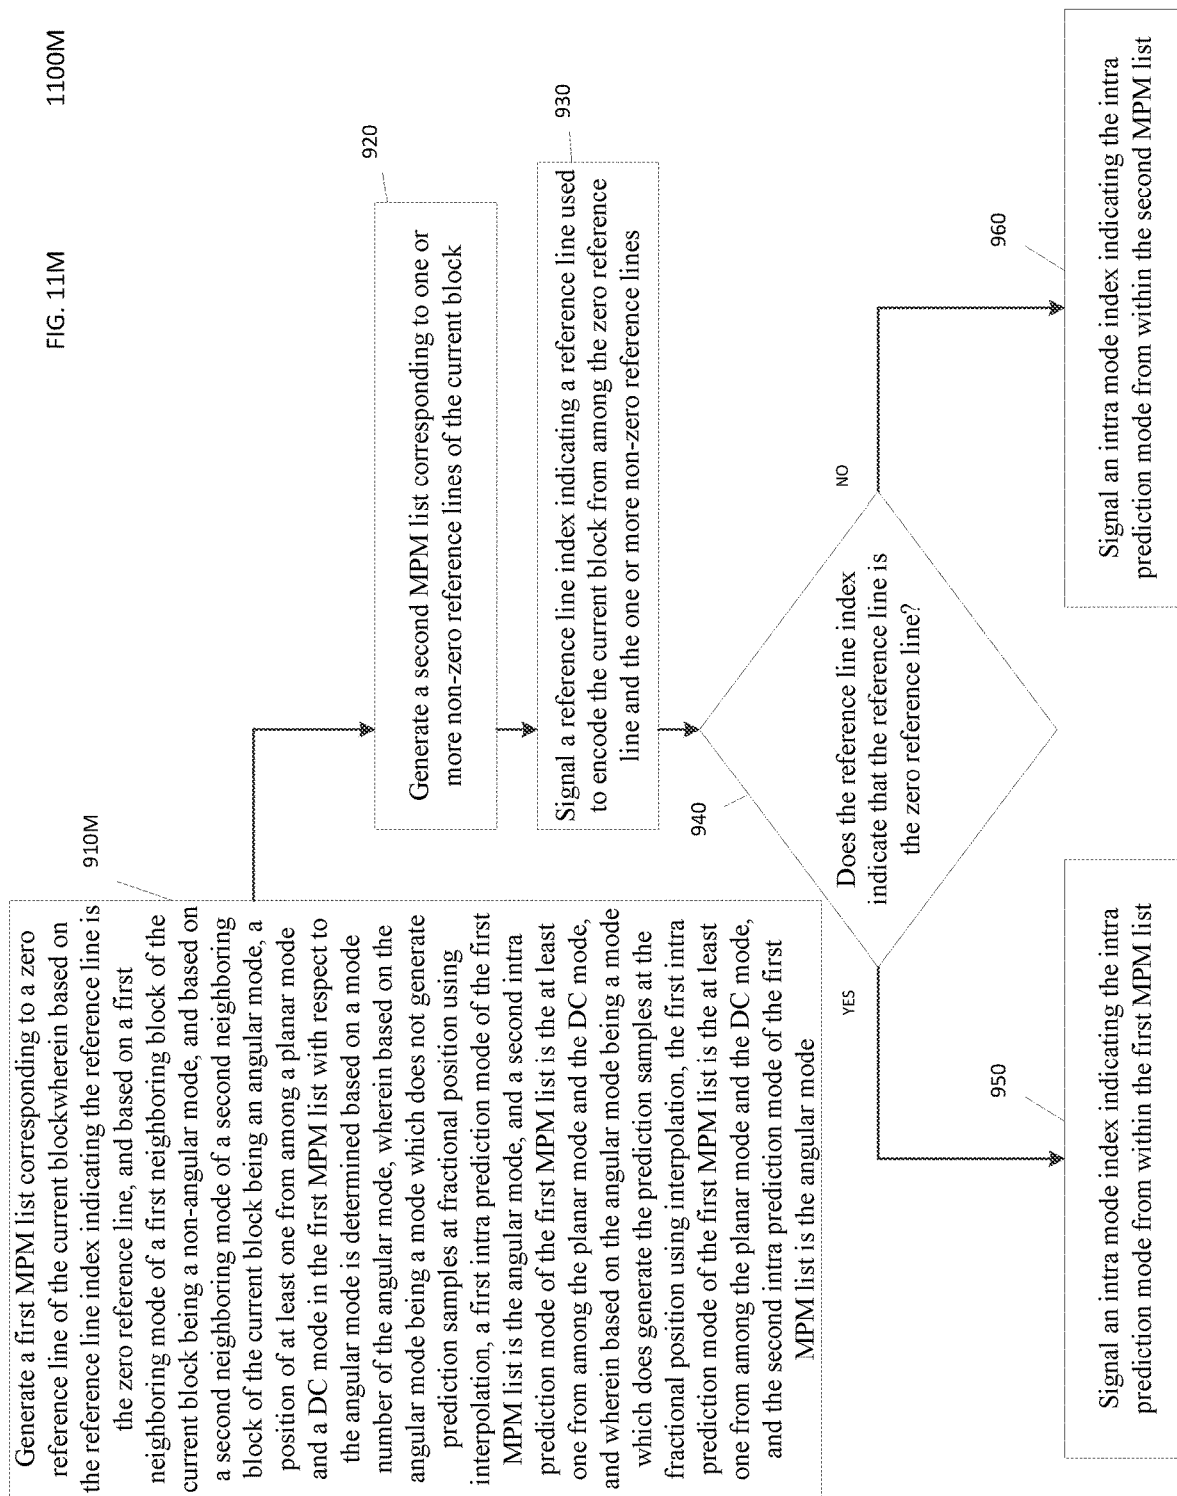 FIG. 11M
1100M
Generate a first MPM list corresponding to a zero
reference line of the current blockwherein based on
the reference line index indicating the reference line is
the zero reference line, and based on a first
neighboring mode of a first neighboring block of the
current block being a non-angular mode, and based on
a second neighboring mode of a second neighboring
block of the current block being an angular mode, a
position of at least one from among a planar mode
and a DC mode in the first MPM list with respect to
the angular mode is determined based on a mode
number of the angular mode, wherein based on the
angular mode being a mode which does not generate
prediction samples at fractional position using
interpolation, a first intra prediction mode of the first
MPM list is the angular mode, and a second intra
prediction mode of the first MPM list is the at least
one from among the planar mode and the DC mode,
and wherein based on the angular mode being a mode
which does generate the prediction samples at the
fractional position using interpolation, the first intra
prediction mode of the first MPM list is the at least
one from among the planar mode and the DC mode,
and the second intra prediction mode of the first
MPM list is the angular mode
910M
Generate a second MPM list corresponding to one or
more non-zero reference lines of the current block
920
Signal a reference line index indicating a reference line used
to encode the current block from among the zero reference
line and the one or more non-zero reference lines
930
940
Does the reference line index
indicate that the reference line is
the zero reference line?
YES
NO
950
Signal an intra mode index indicating the intra
prediction mode from within the first MPM list
960
Signal an intra mode index indicating the intra
prediction mode from within the second MPM list